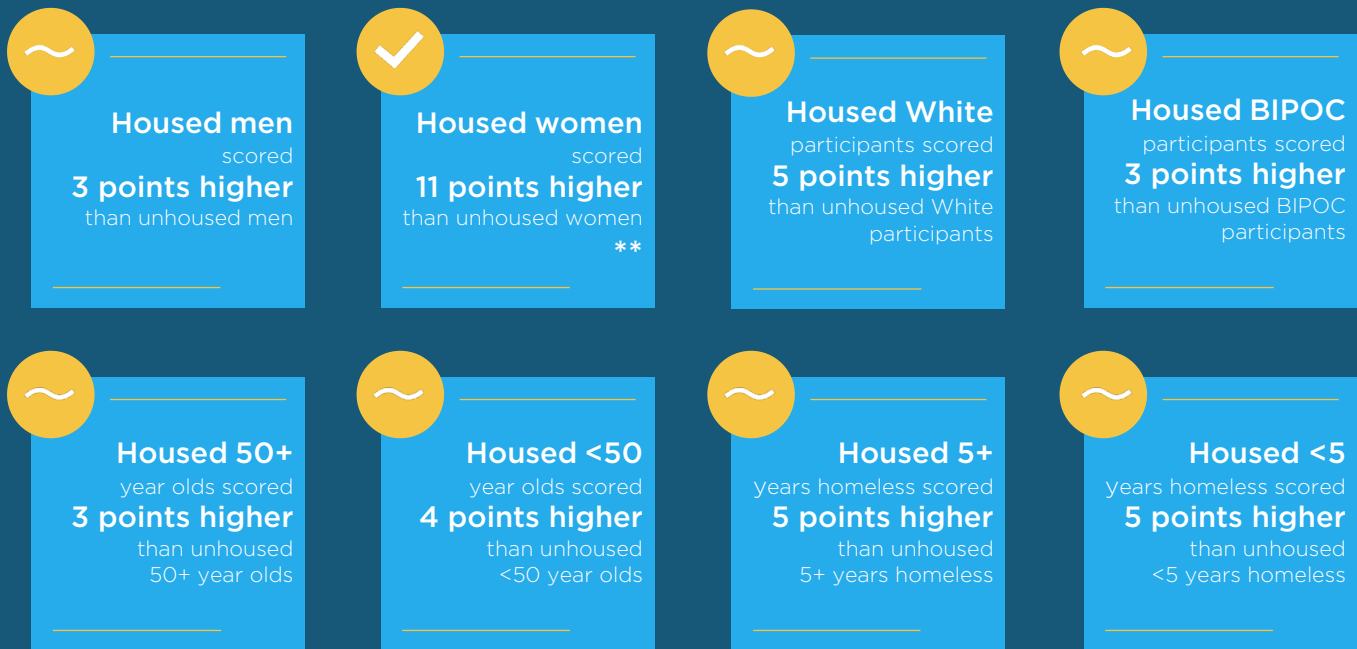 Housed men
scored
3 points higher
than unhoused men
Housed women
scored
11 points higher
than unhoused women
**
Housed White
participants scored
5 points higher
than unhoused White
participants
Housed BIPOC
participants scored
3 points higher
than unhoused BIPOC
participants
Housed 50+
year olds scored
3 points higher
than unhoused
50+ year olds
Housed <50
year olds scored
4 points higher
than unhoused
<50 year olds
Housed 5+
years homeless scored
5 points higher
than unhoused
5+ years homeless
Housed <5
years homeless scored
5 points higher
than unhoused
<5 years homeless